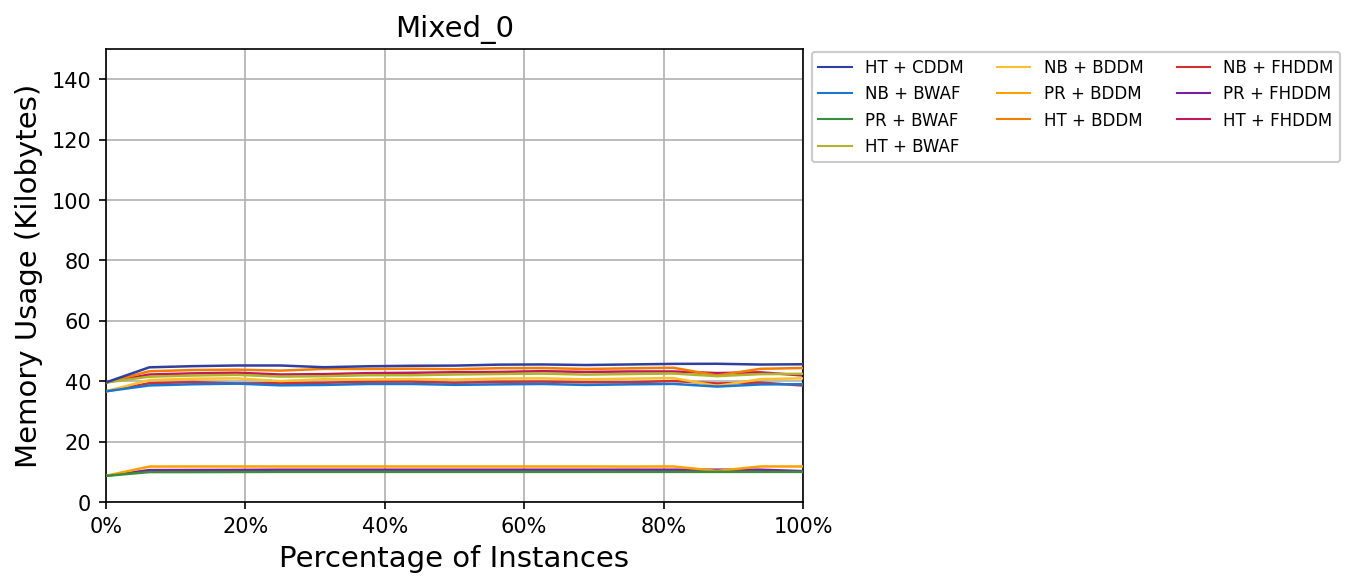 Mixed_0
Memory Usage (Kilobytes)
140
120
100
80
60
40
20
0
0% 20% 40% 60% 80% 100%
Percentage of Instances
HT + CDDM NB + BDDM NB + FHDDM
NB + BWAF PR + BDDM PR + FHDDM
PR + BWAF HT + BDDM HT + FHDDM
HT + BWAF